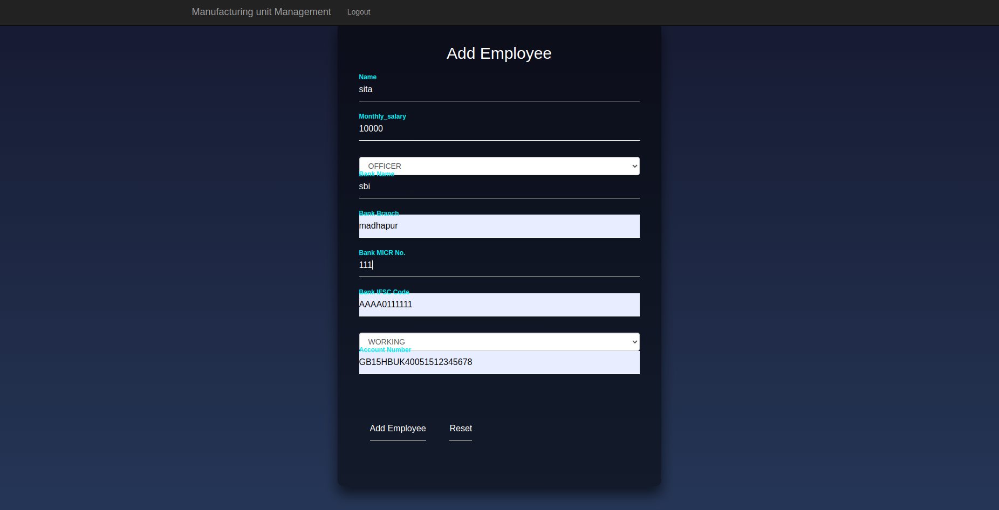 Manufacturing unit Management Logout
Add Employee
Name
sita
Monthly_salary
10000
OFFICER
Bank Name
sbi
Bank Branch
madhapur
Bank MICR No.
111
Bank IFSC Code
AAAA0111111
WORKING
Account Number
GB15HBUK40051512345678
Add Employee Reset